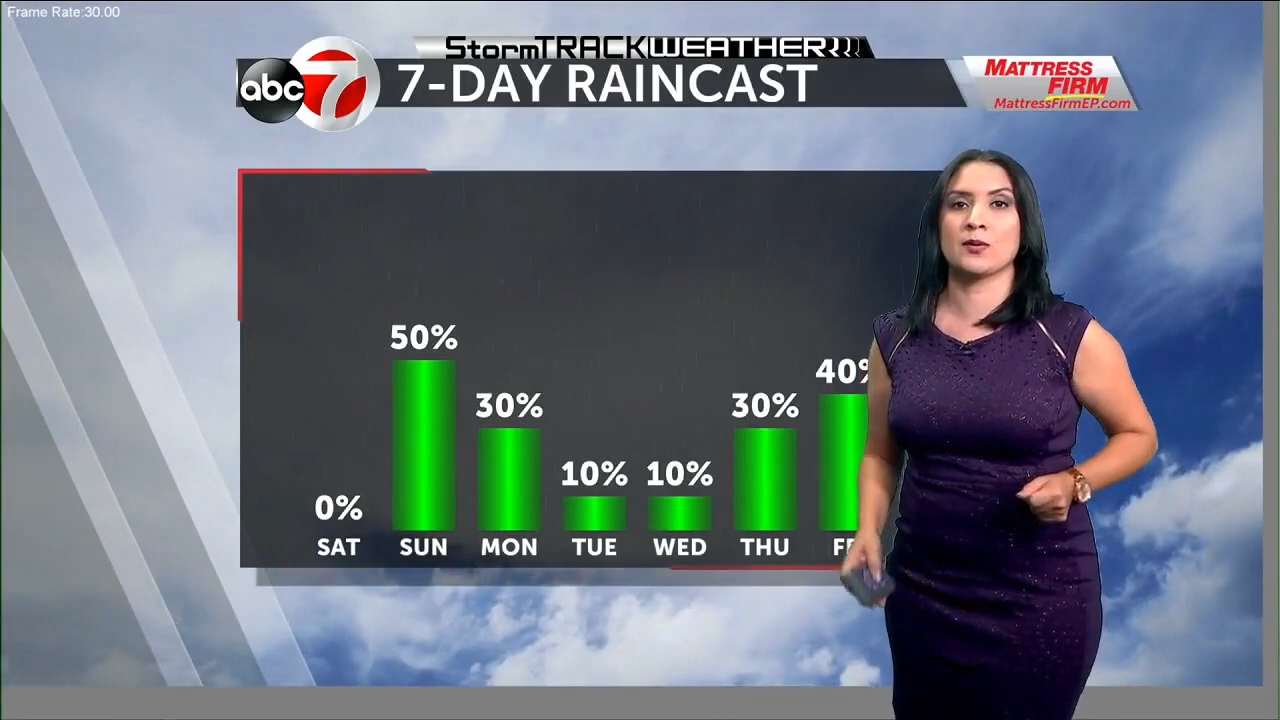 Frame Rate:30.00
StormTRACKWEATHER
abc 7
7-DAY RAINCAST
MATTRESS
FIRM
MattressFirmEP.com
50%
40%
30% 30%
10% 10%
0%
SAT SUN MON TUE WED THU